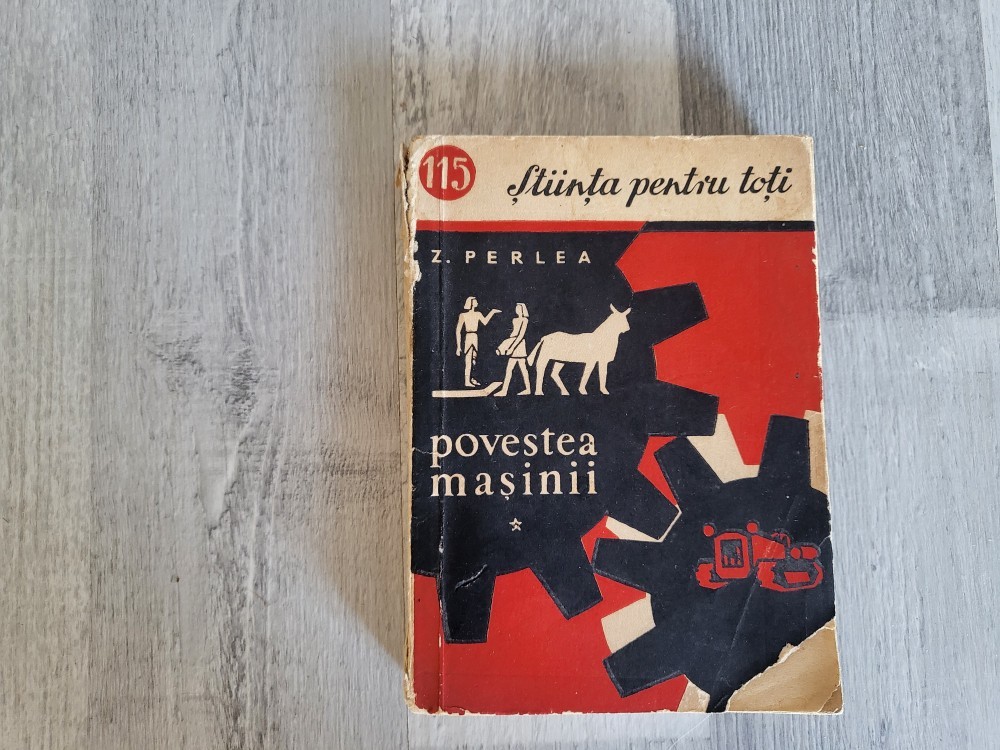 115
Știința pentru toți
Z. PERLEA
povestea
mașinii
*